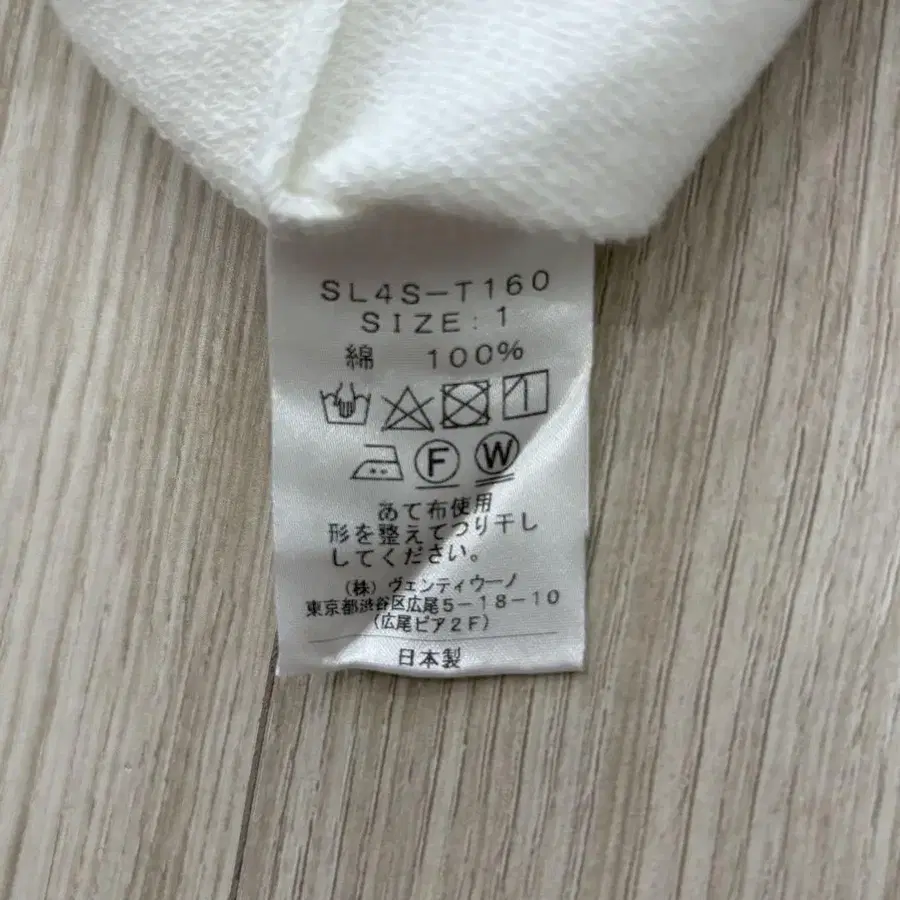 SL4S-T160
SIZE: 1
綿 100%
F W
あて布使用
形を整えてつり干し
してください。
(株) ヴェンティウーノ
東京都渋谷区広尾5-18-10
(広尾ピア2F)
日本製